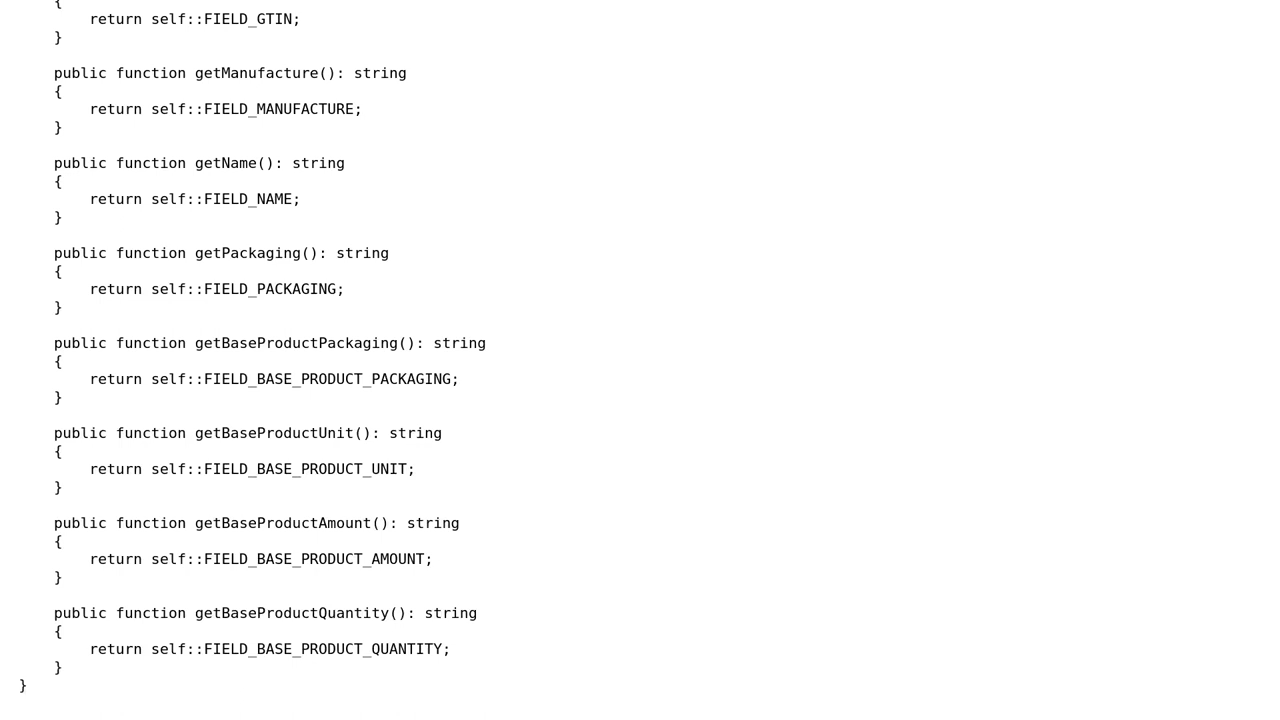 {
        return self::FIELD_GTIN;
    }

    public function getManufacture(): string
    {
        return self::FIELD_MANUFACTURE;
    }

    public function getName(): string
    {
        return self::FIELD_NAME;
    }

    public function getPackaging(): string
    {
        return self::FIELD_PACKAGING;
    }

    public function getBaseProductPackaging(): string
    {
        return self::FIELD_BASE_PRODUCT_PACKAGING;
    }

    public function getBaseProductUnit(): string
    {
        return self::FIELD_BASE_PRODUCT_UNIT;
    }

    public function getBaseProductAmount(): string
    {
        return self::FIELD_BASE_PRODUCT_AMOUNT;
    }

    public function getBaseProductQuantity(): string
    {
        return self::FIELD_BASE_PRODUCT_QUANTITY;
    }
}